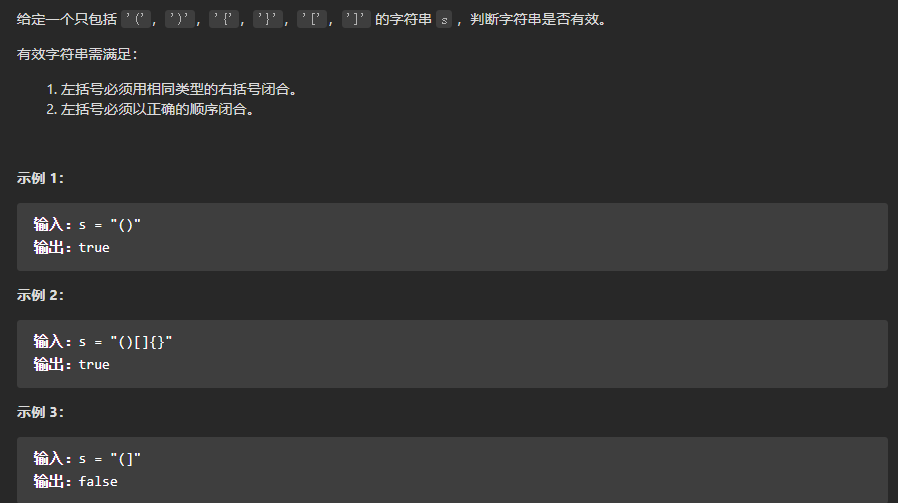 给定一个只包括 '('，')'，'{'，'}'，'['，']' 的字符串 s ，判断字符串是否有效。
有效字符串需满足：
1. 左括号必须用相同类型的右括号闭合。
2. 左括号必须以正确的顺序闭合。
示例 1：
输入：s = "()"
输出：true
示例 2：
输入：s = "()[]{}"
输出：true
示例 3：
输入：s = "(]"
输出：false